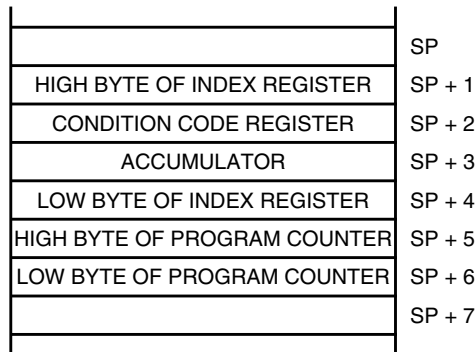 SP
HIGH BYTE OF INDEX REGISTER SP + 1
CONDITION CODE REGISTER SP + 2
ACCUMULATOR SP + 3
LOW BYTE OF INDEX REGISTER SP + 4
HIGH BYTE OF PROGRAM COUNTER SP + 5
LOW BYTE OF PROGRAM COUNTER SP + 6
SP + 7